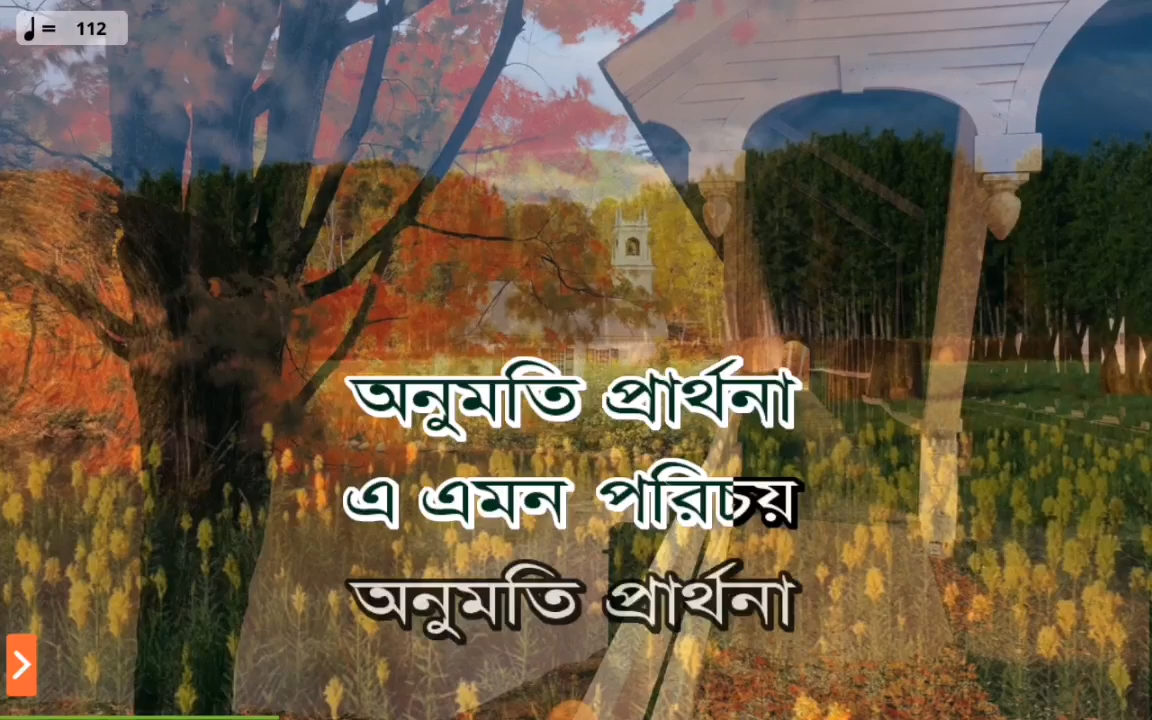 ♩= 112
অনুমতি প্রার্থনা
এ এমন পরিচয়
অনুমতি প্রার্থনা